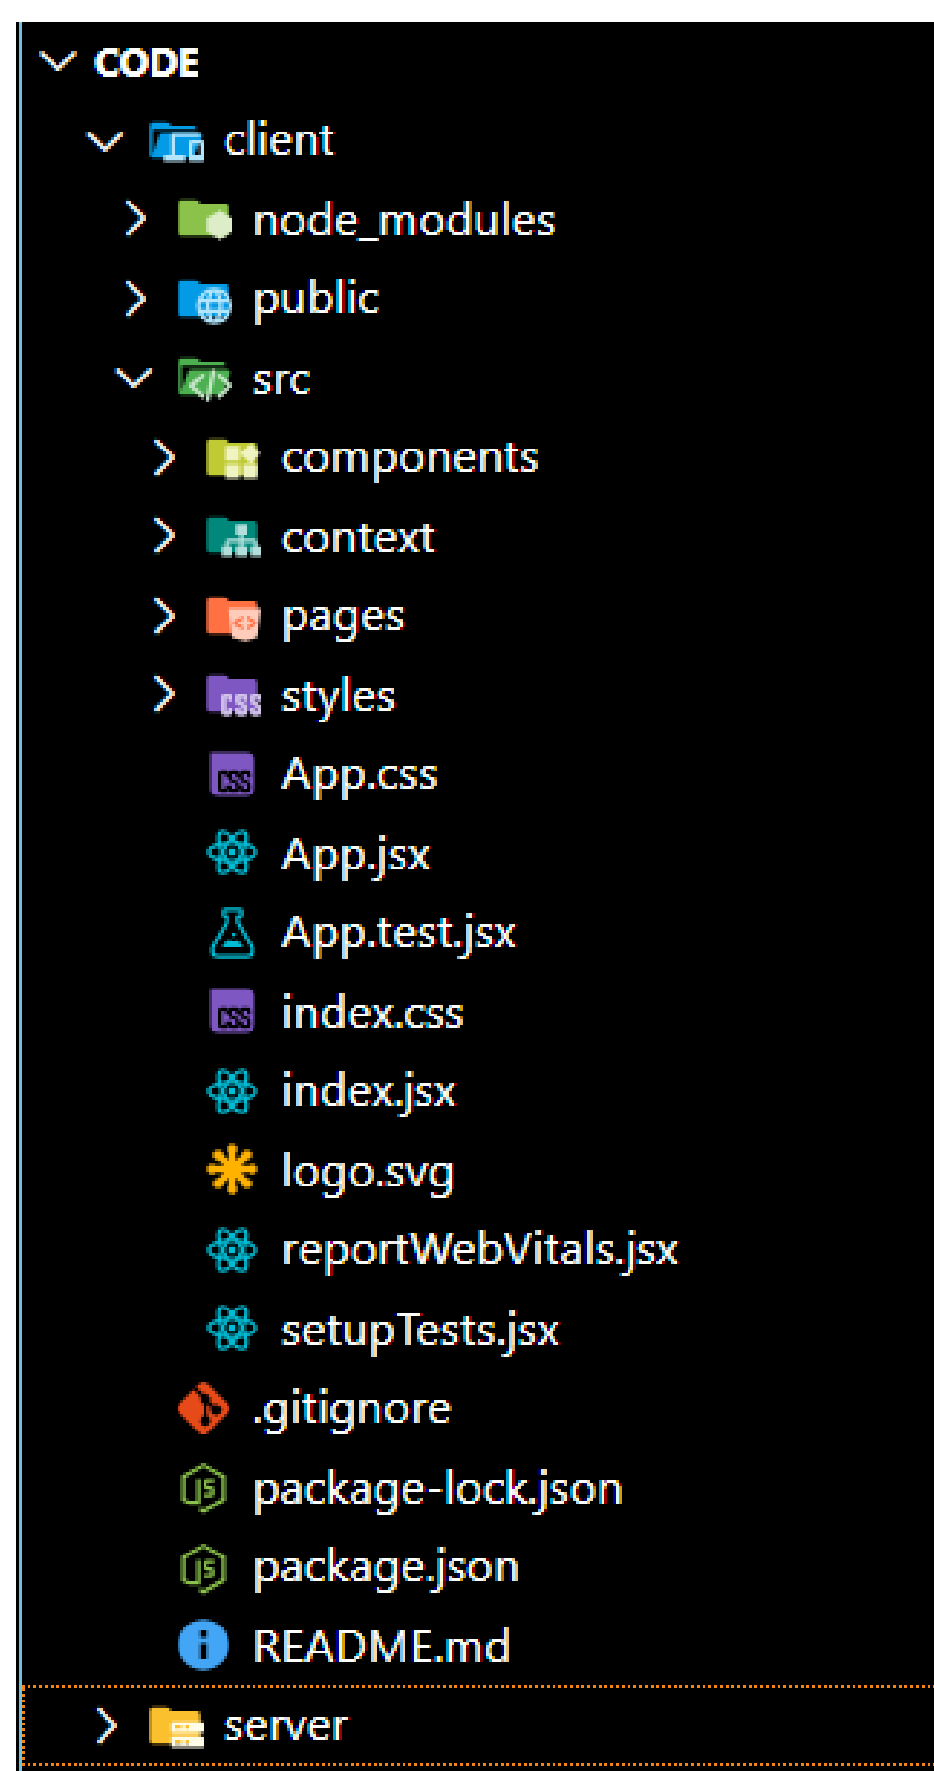 CODE
client
node_modules
public
src
components
context
pages
styles
App.css
App.jsx
App.test.jsx
index.css
index.jsx
logo.svg
reportWebVitals.jsx
setupTests.jsx
.gitignore
package-lock.json
package.json
README.md
server